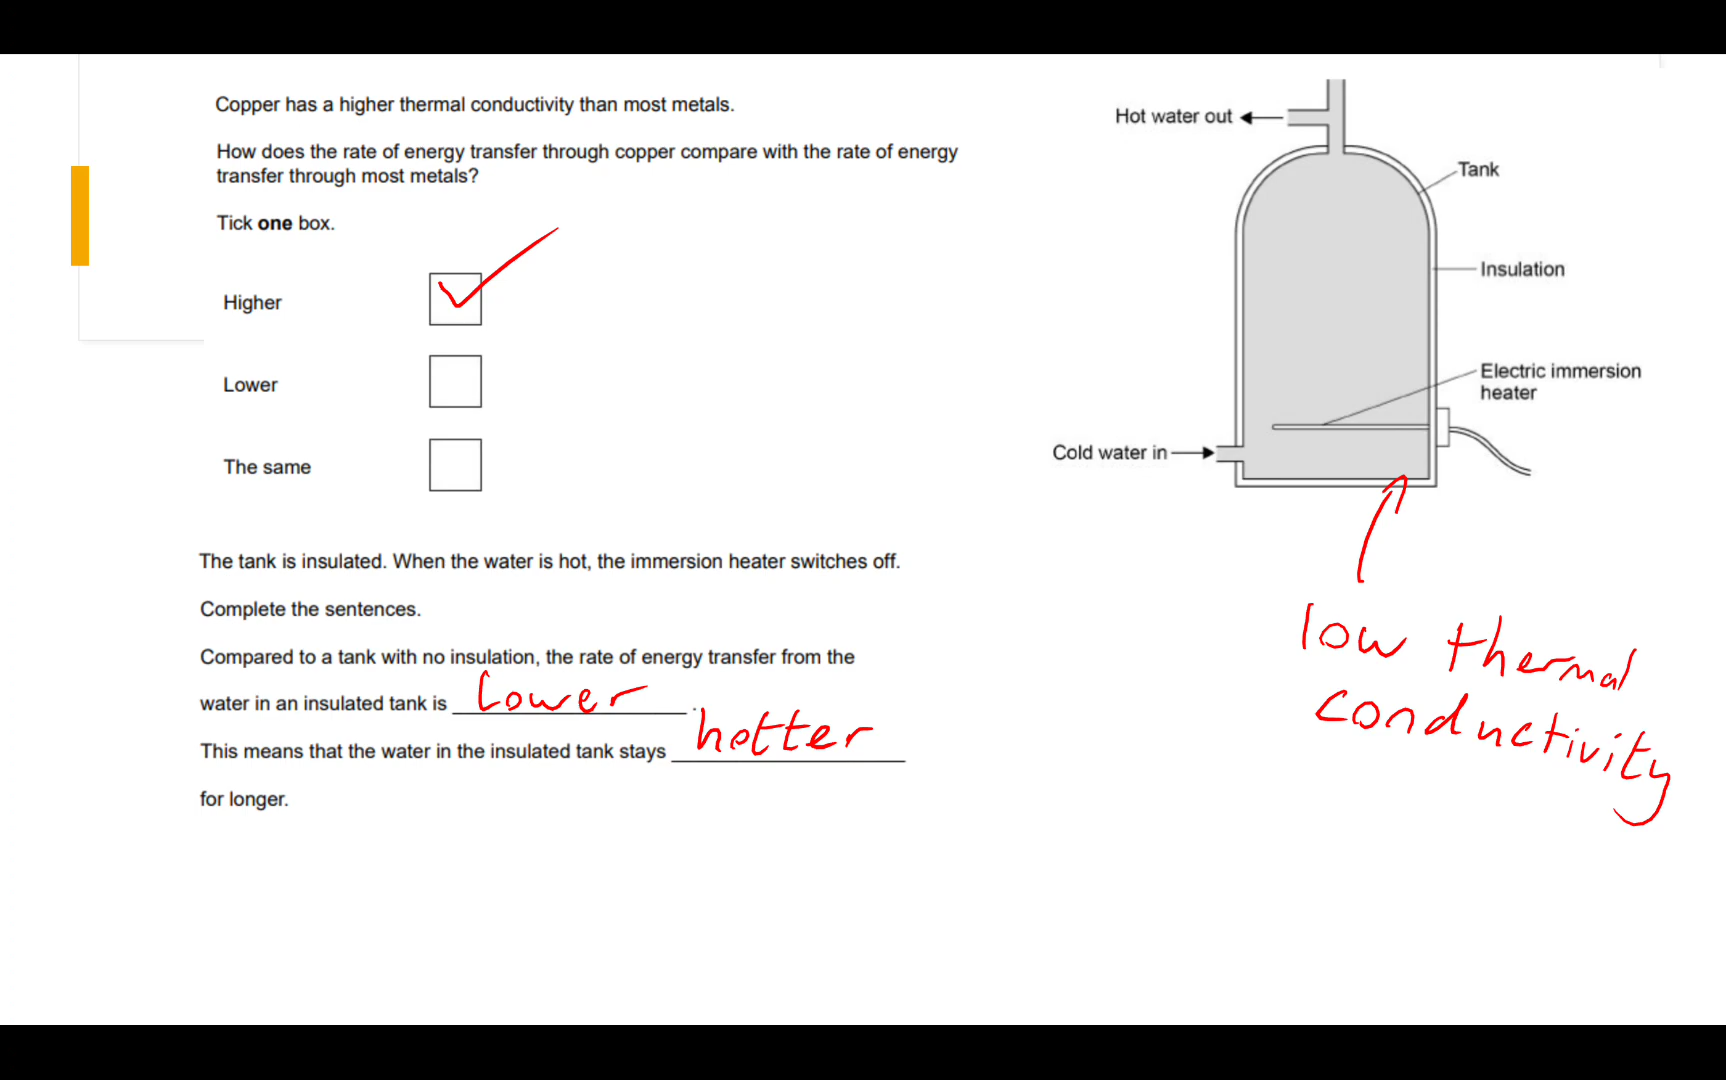 Copper has a higher thermal conductivity than most metals.
How does the rate of energy transfer through copper compare with the rate of energy
transfer through most metals?
Tick one box.
Higher
Lower
The same
Hot water out
Tank
Insulation
Electric immersion
heater
Cold water in
low thermal
conductivity
The tank is insulated. When the water is hot, the immersion heater switches off.
Complete the sentences.
Compared to a tank with no insulation, the rate of energy transfer from the
water in an insulated tank is lower .
This means that the water in the insulated tank stays hotter
for longer.